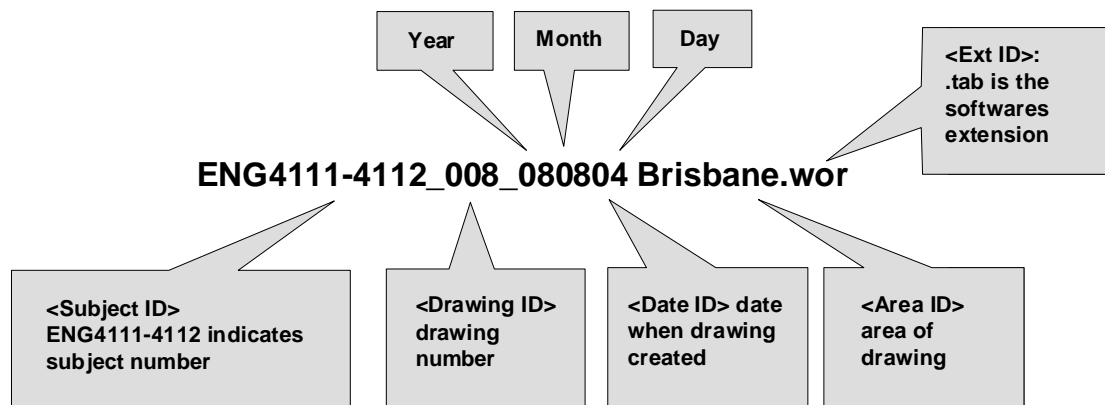 Year
Month
Day
<Ext ID>:
.tab is the
softwares
extension
ENG4111-4112_008_080804 Brisbane.wor
<Subject ID>
ENG4111-4112 indicates
subject number
<Drawing ID>
drawing
number
<Date ID> date
when drawing
created
<Area ID>
area of
drawing